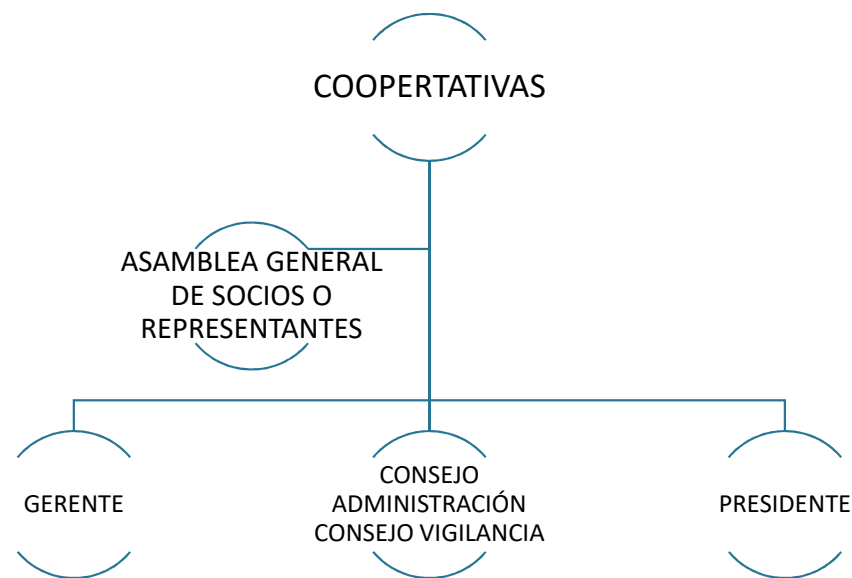 COOPERTATIVAS
ASAMBLEA GENERAL
DE SOCIOS O
REPRESENTANTES
GERENTE
CONSEJO
ADMINISTRACIÓN
CONSEJO VIGILANCIA
PRESIDENTE